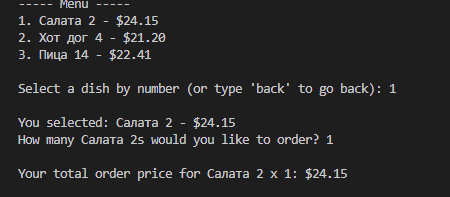 ----- Menu -----
1. Салата 2 - $24.15
2. Хот дог 4 - $21.20
3. Пица 14 - $22.41
Select a dish by number (or type 'back' to go back): 1
You selected: Салата 2 - $24.15
How many Салата 2s would you like to order? 1
Your total order price for Салата 2 x 1: $24.15